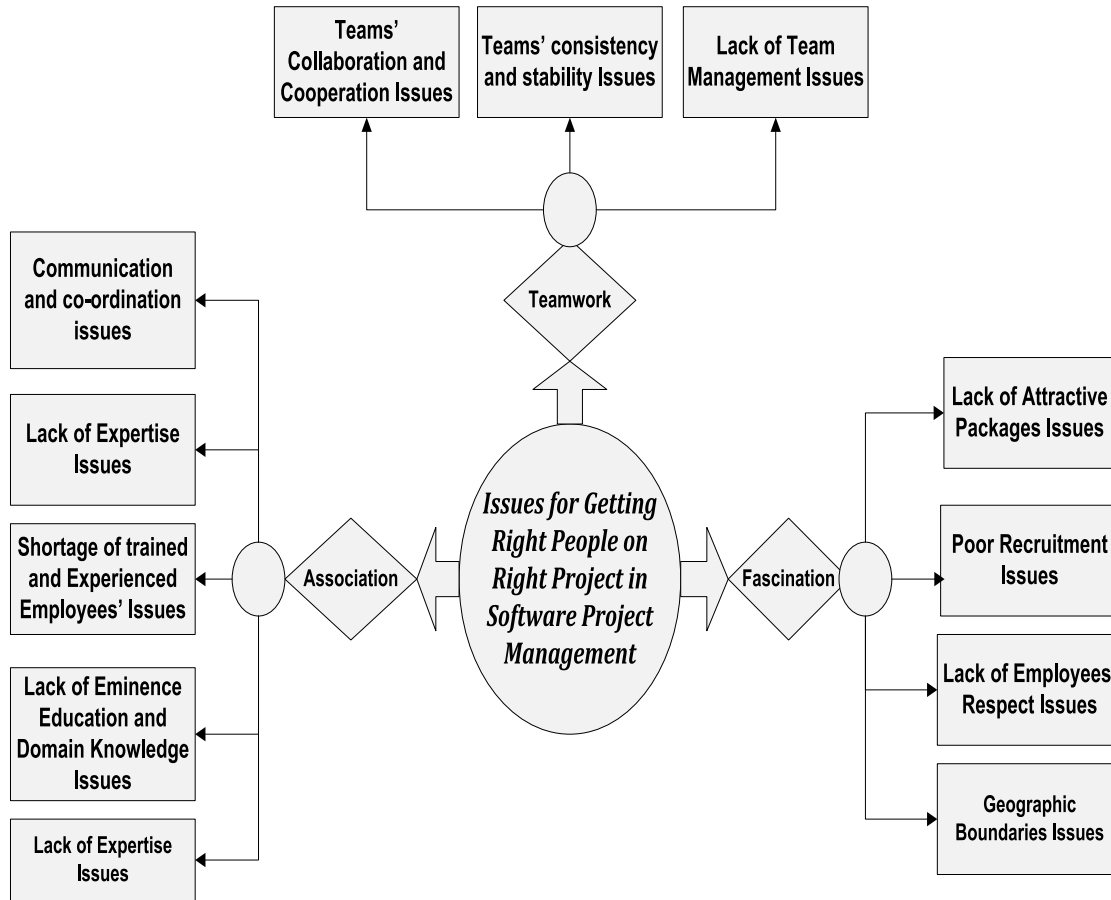 Teams'
Collaboration and
Cooperation Issues
Teams' consistency
and stability Issues
Lack of Team
Management Issues
Teamwork
Communication
and co-ordination
issues
Lack of Expertise
Issues
Shortage of trained
and Experienced
Employees' Issues
Lack of Eminence
Education and
Domain Knowledge
Issues
Lack of Expertise
Issues
Association
Issues for Getting
Right People on
Right Project in
Software Project
Management
Fascination
Lack of Attractive
Packages Issues
Poor Recruitment
Issues
Lack of Employees
Respect Issues
Geographic
Boundaries Issues